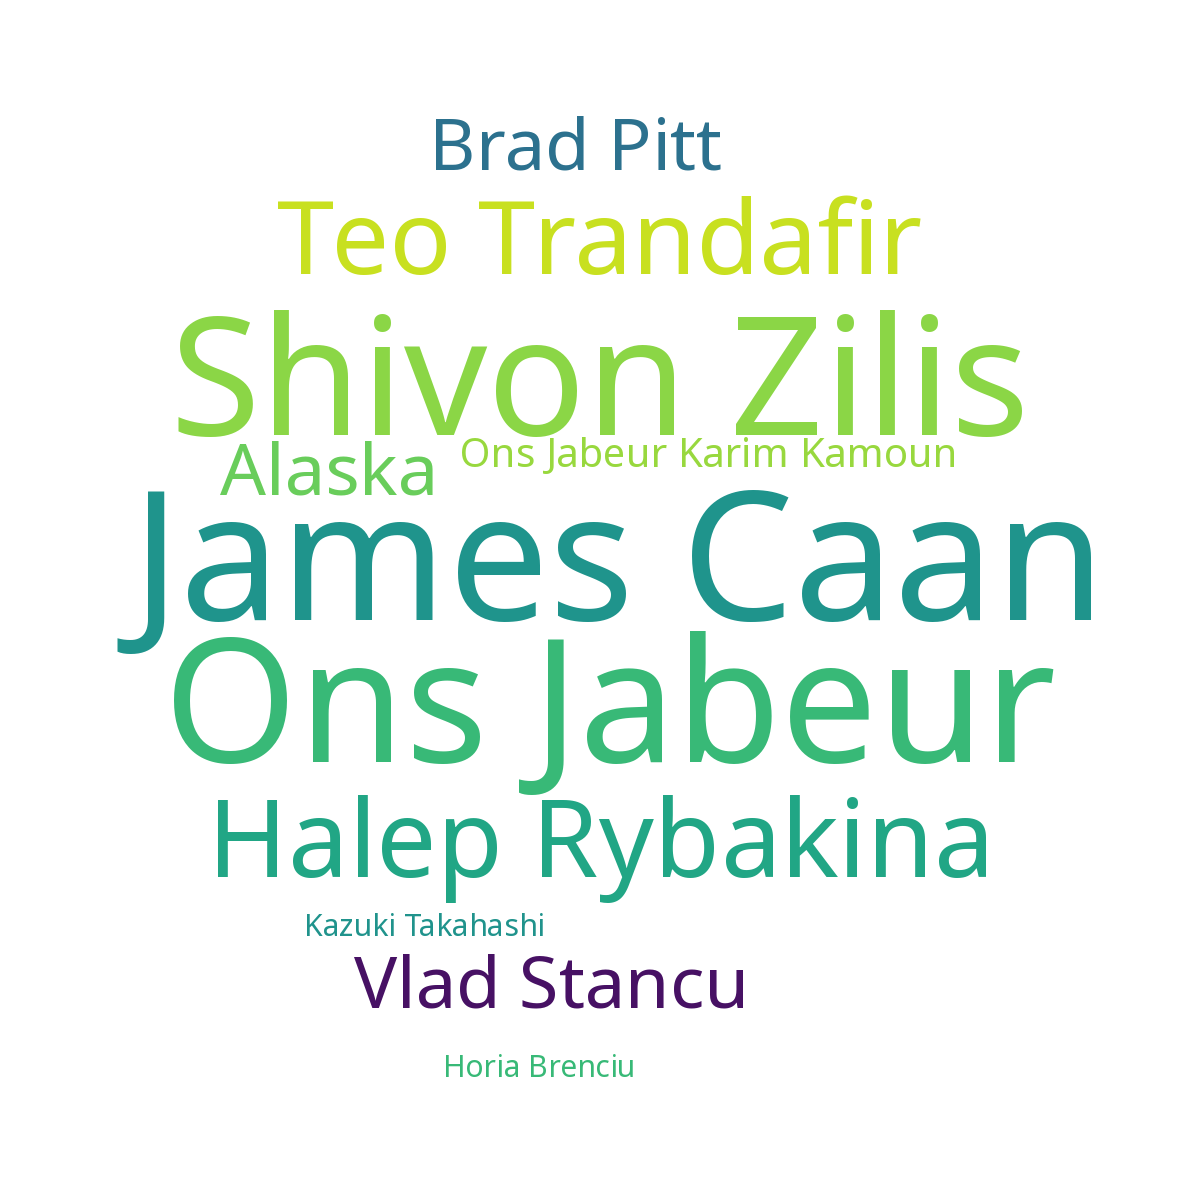 Brad Pitt
Teo Trandafir
Shivon Zilis
Ons Jabeur Karim Kamoun
Alaska
James Caan
Ons Jabeur
Halep Rybakina
Kazuki Takahashi
Vlad Stancu
Horia Brenciu